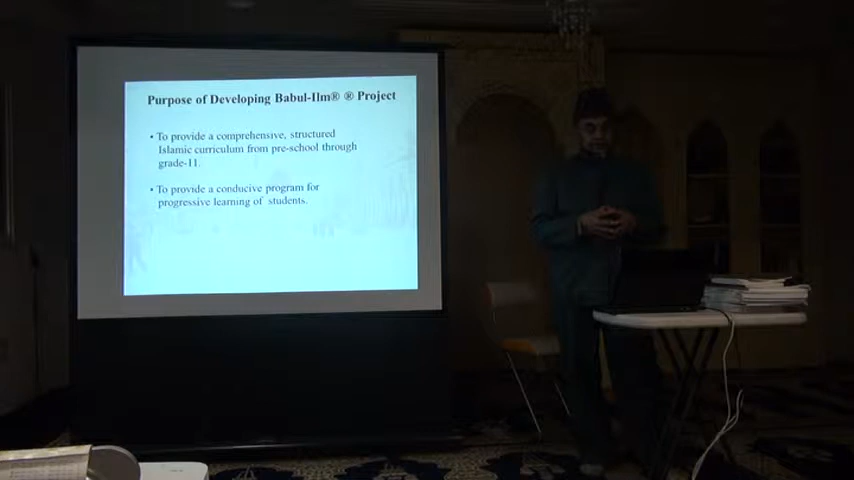 Purpose of Developing Babul-Ilm® ® Project
• To provide a comprehensive, structured
Islamic curriculum from pre-school through
grade-11.
• To provide a conducive program for
progressive learning of students.